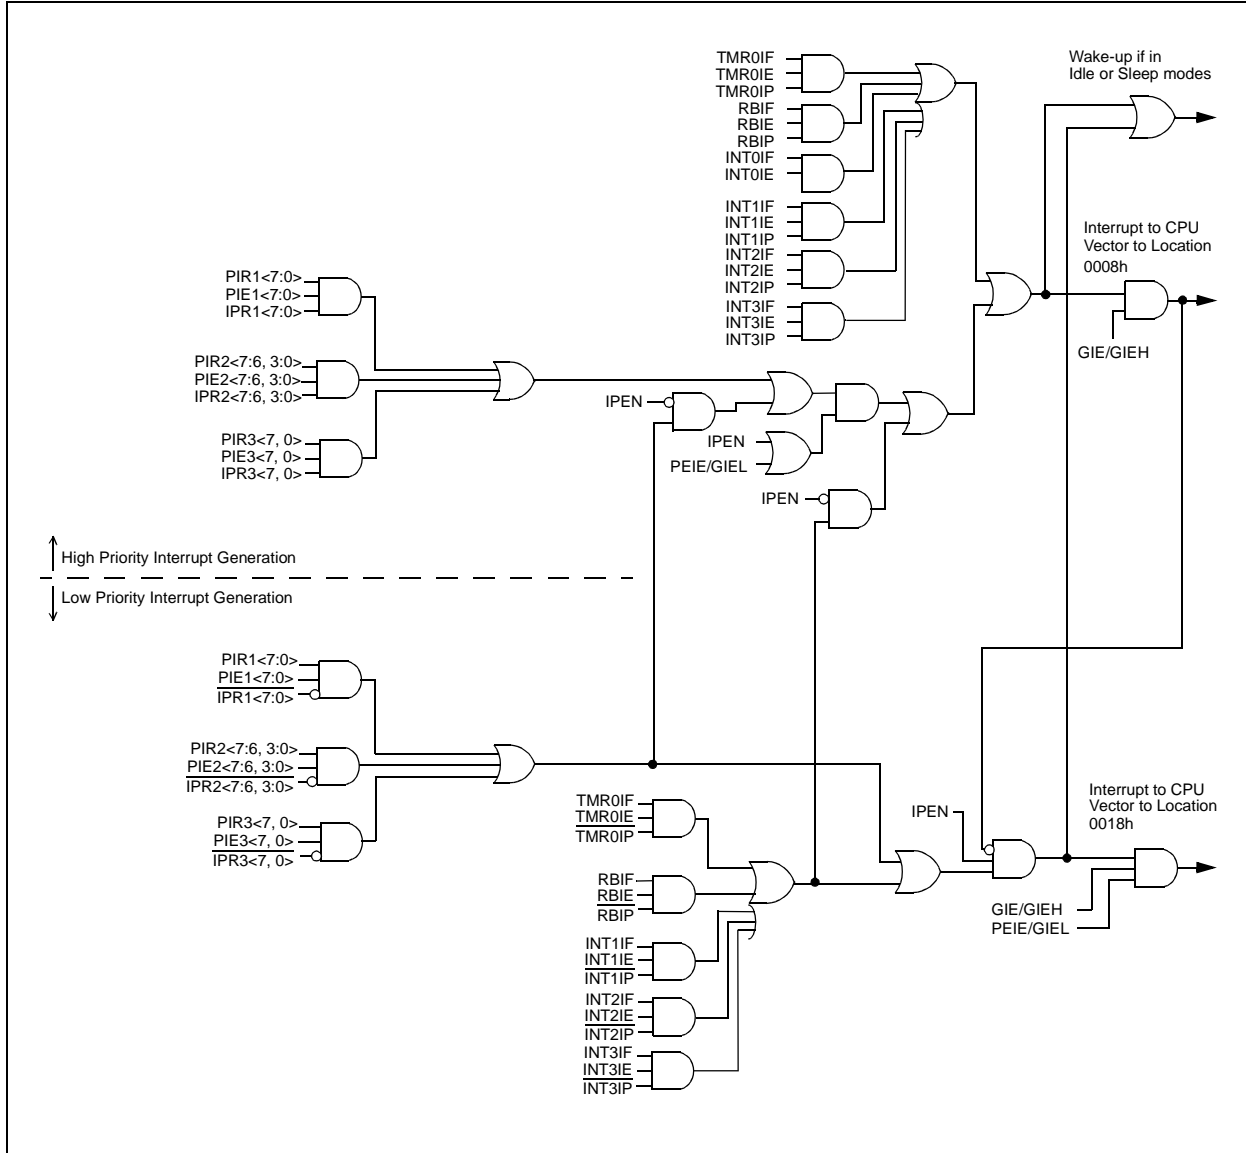 TMR0IF
TMR0IE
TMR0IP
RBIF
RBIE
RBIP
INT0IF
INT0IE
INT1IF
INT1IE
INT1IP
INT2IF
INT2IE
INT2IP
INT3IF
INT3IE
INT3IP
Wake-up if in
Idle or Sleep modes
Interrupt to CPU
Vector to Location
0008h
GIE/GIEH
PIR1<7:0>
PIE1<7:0>
IPR1<7:0>
PIR2<7:6, 3:0>
PIE2<7:6, 3:0>
IPR2<7:6, 3:0>
PIR3<7, 0>
PIE3<7, 0>
IPR3<7, 0>
IPEN
IPEN
PEIE/GIEL
IPEN
High Priority Interrupt Generation
Low Priority Interrupt Generation
PIR1<7:0>
PIE1<7:0>
IPR1<7:0>
PIR2<7:6, 3:0>
PIE2<7:6, 3:0>
IPR2<7:6, 3:0>
PIR3<7, 0>
PIE3<7, 0>
IPR3<7, 0>
TMR0IF
TMR0IE
TMR0IP
RBIF
RBIE
RBIP
INT1IF
INT1IE
INT1IP
INT2IF
INT2IE
INT2IP
INT3IF
INT3IE
INT3IP
IPEN
Interrupt to CPU
Vector to Location
0018h
GIE/GIEH
PEIE/GIEL